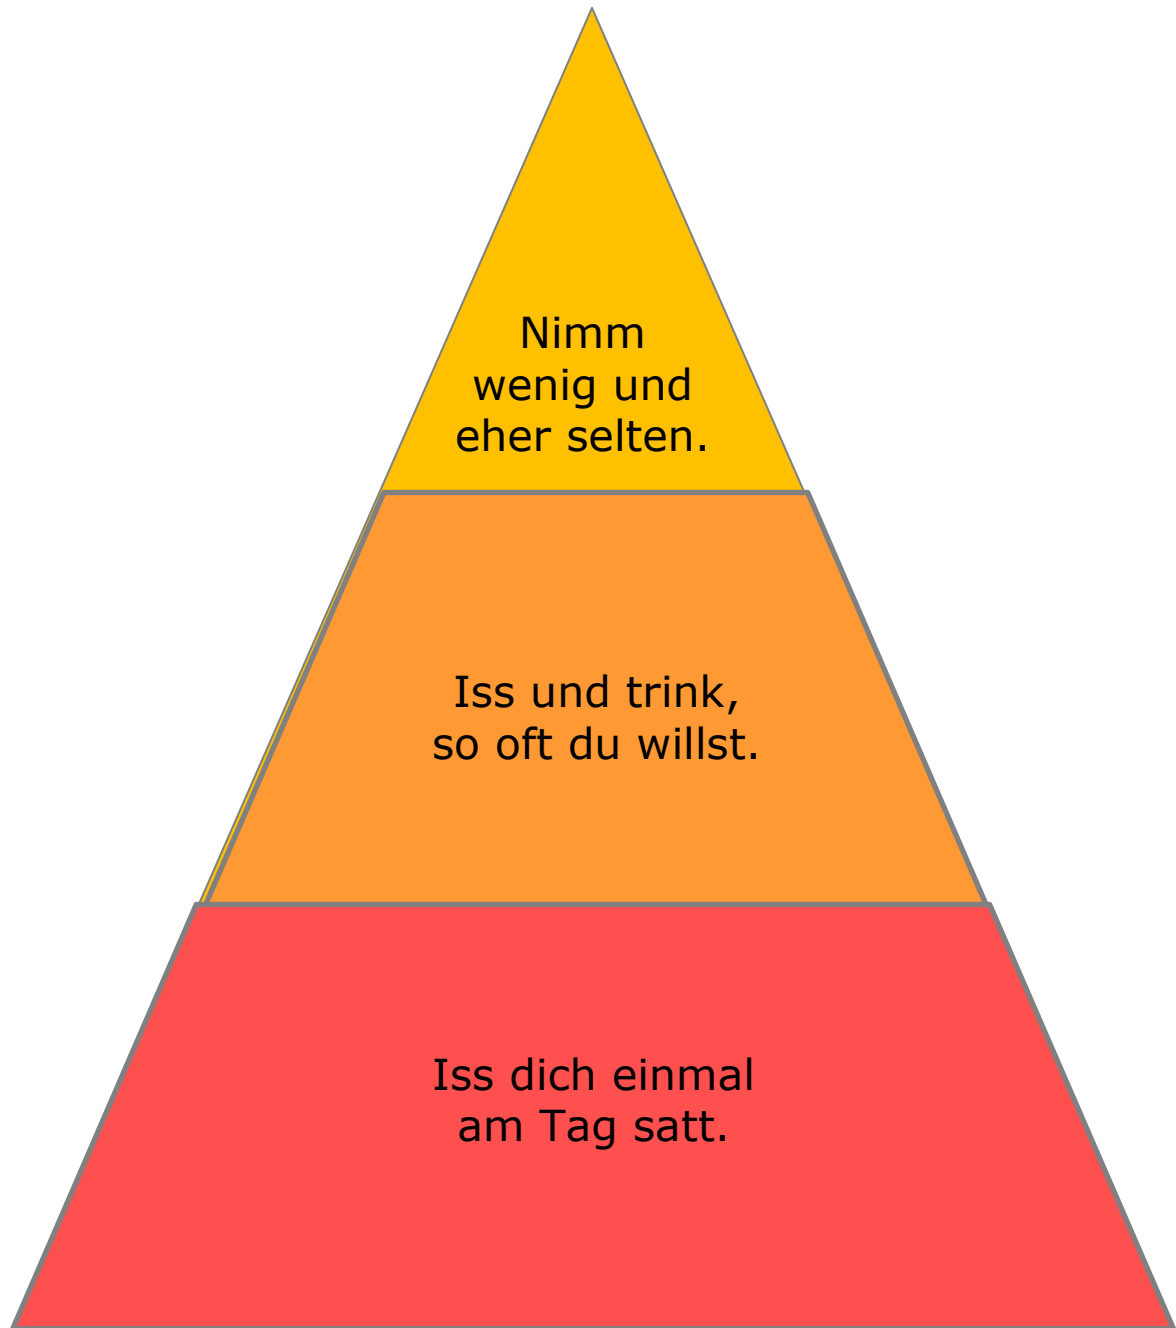 Nimm
wenig und
eher selten.
Iss und trink,
so oft du willst.
Iss dich einmal
am Tag satt.